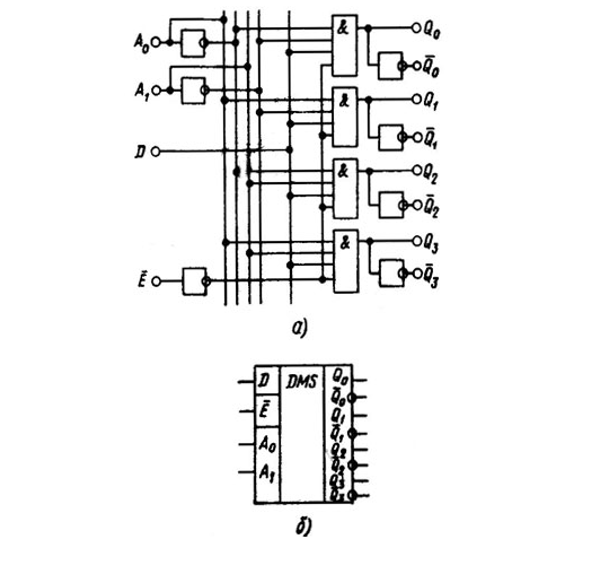 A₀ & Q₀
Q̄₀
A₁ & Q₁
Q̄₁
D & Q₂
Q̄₂
& Q₃
Ē Q̄₃
а)
D DMS Q₀
Q̄₀
Ē Q₁
Q̄₁
A₀ Q₂
Q̄₂
A₁ Q₃
б)